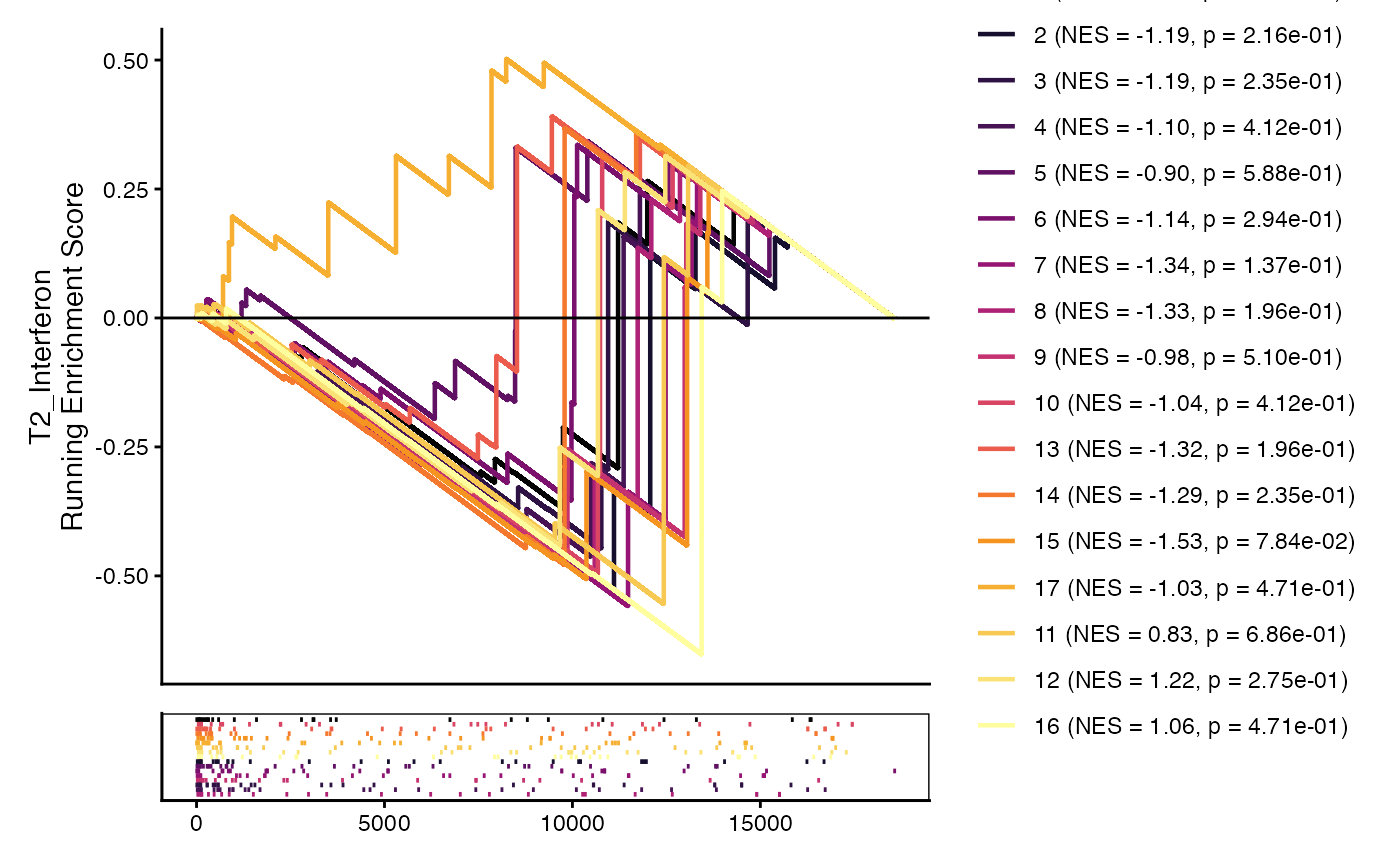 2 (NES = -1.19, p = 2.16e-01)
3 (NES = -1.19, p = 2.35e-01)
4 (NES = -1.10, p = 4.12e-01)
5 (NES = -0.90, p = 5.88e-01)
6 (NES = -1.14, p = 2.94e-01)
7 (NES = -1.34, p = 1.37e-01)
8 (NES = -1.33, p = 1.96e-01)
9 (NES = -0.98, p = 5.10e-01)
10 (NES = -1.04, p = 4.12e-01)
13 (NES = -1.32, p = 1.96e-01)
14 (NES = -1.29, p = 2.35e-01)
15 (NES = -1.53, p = 7.84e-02)
17 (NES = -1.03, p = 4.71e-01)
11 (NES = 0.83, p = 6.86e-01)
12 (NES = 1.22, p = 2.75e-01)
16 (NES = 1.06, p = 4.71e-01)
T2_Interferon
Running Enrichment Score
0.50
0.25
0.00
-0.25
-0.50
0
5000
10000
15000